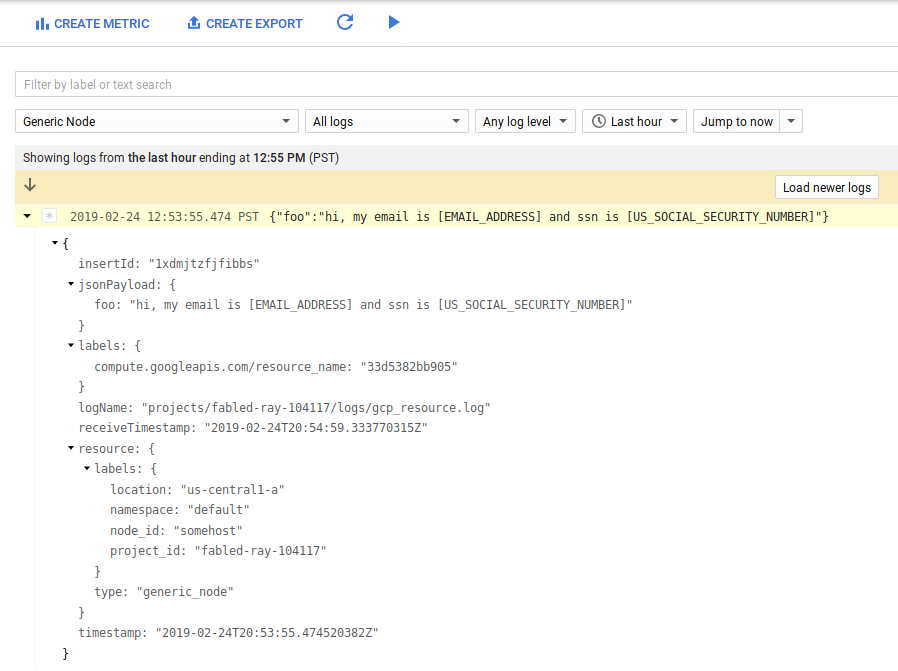 CREATE METRIC CREATE EXPORT
Filter by label or text search
Generic Node All logs Any log level Last hour Jump to now
Showing logs from the last hour ending at 12:55 PM (PST)
Load newer logs
* 2019-02-24 12:53:55.474 PST {"foo":"hi, my email is [EMAIL_ADDRESS] and ssn is [US_SOCIAL_SECURITY_NUMBER]"}
{
insertId: "1xdmjtzfjfibbs"
jsonPayload: {
foo: "hi, my email is [EMAIL_ADDRESS] and ssn is [US_SOCIAL_SECURITY_NUMBER]"
}
labels: {
compute.googleapis.com/resource_name: "33d5382bb905"
}
logName: "projects/fabled-ray-104117/logs/gcp_resource.log"
receiveTimestamp: "2019-02-24T20:54:59.333770315Z"
resource: {
labels: {
location: "us-central1-a"
namespace: "default"
node_id: "somehost"
project_id: "fabled-ray-104117"
}
type: "generic_node"
}
timestamp: "2019-02-24T20:53:55.474520382Z"
}